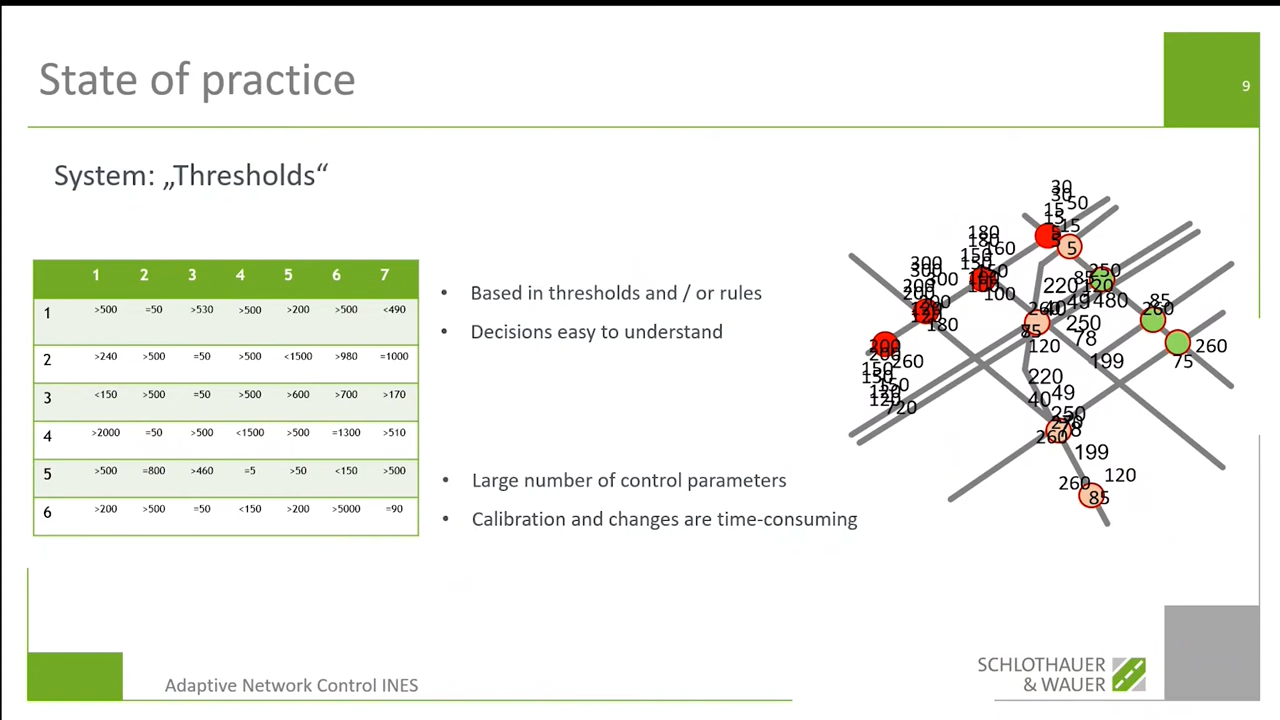 State of practice
9
System: „Thresholds“
1 2 3 4 5 6 7
1 >500 =50 >530 >500 >200 >500 <490
2 >240 >500 =50 >500 <1500 >980 =1000
3 <150 >500 =50 >500 >600 >700 >170
4 >2000 =50 >500 <1500 >500 =1300 >510
5 >500 =800 >460 =5 >50 <150 >500
6 >200 >500 =50 <150 >200 >5000 =90
• Based in thresholds and / or rules
• Decisions easy to understand
• Large number of control parameters
• Calibration and changes are time-consuming
30
50
15
5
180
160
150
100
300
200
180
260
150
120
720
220
49
480
85
260
250
78
120
199
260
75
220
49
40
250
260
199
260
120
85
Adaptive Network Control INES
SCHLOTHAUER
& WAUER